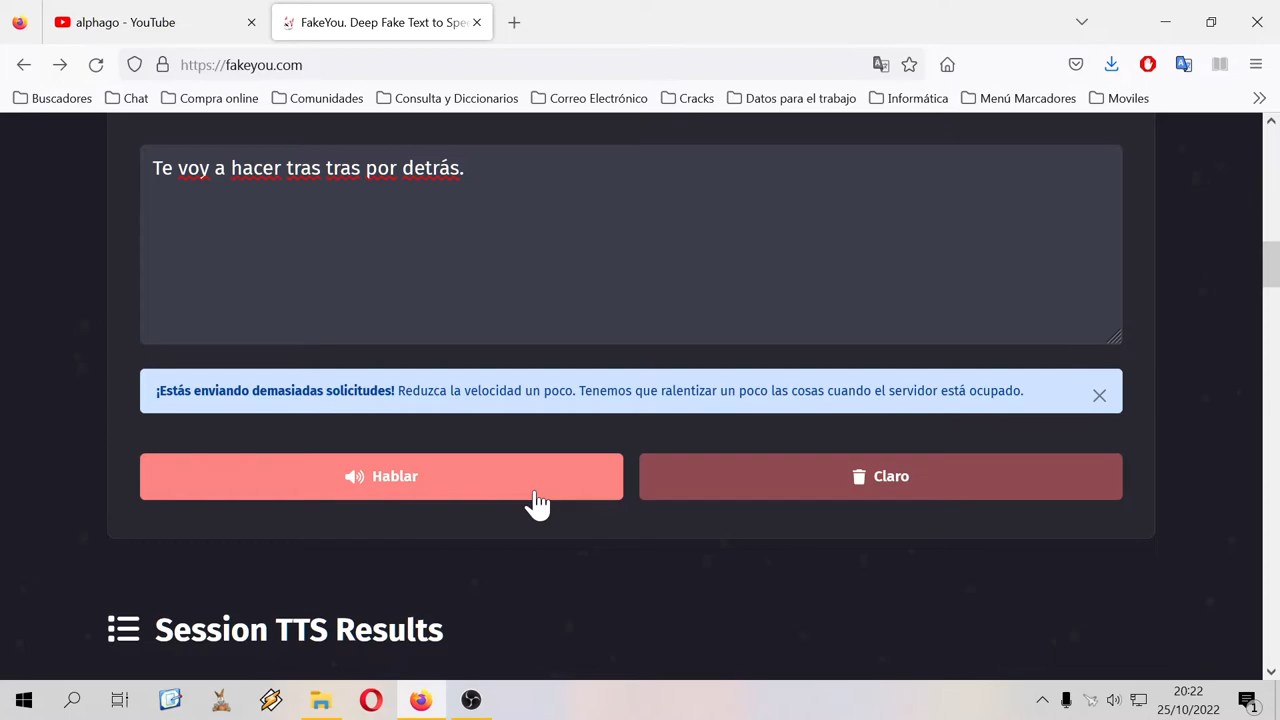 alphago - YouTube
FakeYou. Deep Fake Text to Spee
https://fakeyou.com
Buscadores
Chat
Compra online
Comunidades
Consulta y Diccionarios
Correo Electrónico
Cracks
Datos para el trabajo
Informática
Menú Marcadores
Moviles
Te voy a hacer tras tras por detrás.
¡Estás enviando demasiadas solicitudes! Reduzca la velocidad un poco. Tenemos que ralentizar un poco las cosas cuando el servidor está ocupado.
Hablar
Claro
Session TTS Results
20:22
25/10/2022
1